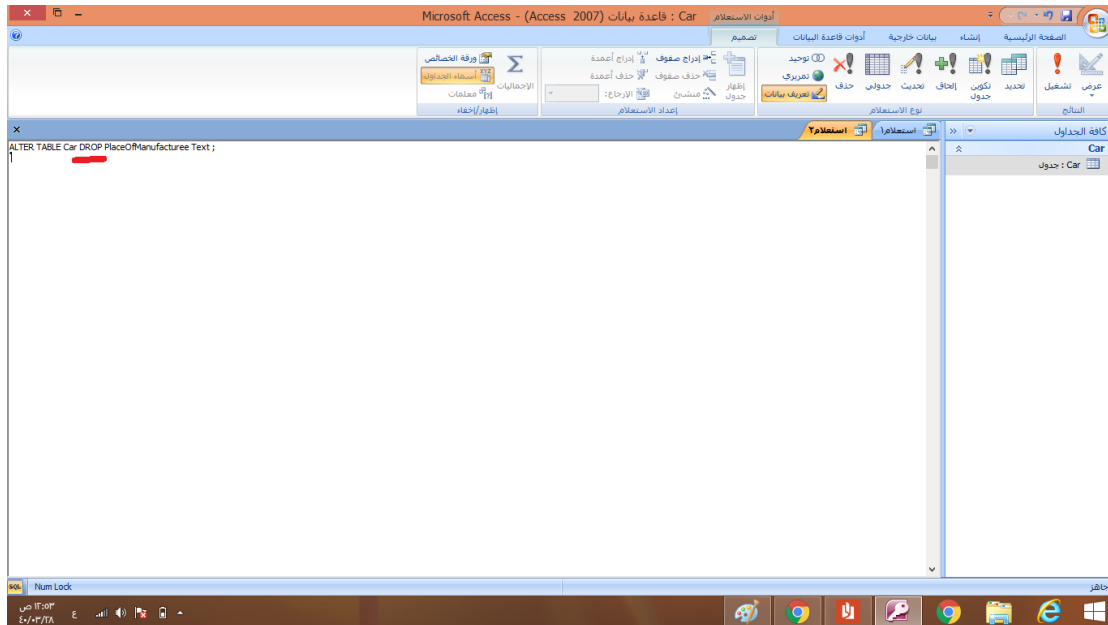 أدوات الاستعلام
Car : قاعدة بيانات (Access 2007) - Microsoft Access
الصفحة الرئيسية
إنشاء
بيانات خارجية
أدوات قاعدة البيانات
تصميم
عرض
تشغيل
النتائج
تحديد
تكوين جدول
إلحاق
تحديث
جدولي
حذف
توحيد
تمريري
تعريف بيانات
نوع الاستعلام
إظهار جدول
إدراج صفوف
حذف صفوف
منشئ
إدراج أعمدة
حذف أعمدة
الإرجاع:
إعداد الاستعلام
الإجماليات
ورقة الخصائص
أسماء الجداول
معلمات
إظهار/إخفاء
كافة الجداول
Car
Car : جدول
استعلام١
استعلام٢
ALTER TABLE Car DROP PlaceOfManufacturee Text ;
جاهز
Num Lock
SQL
ع
١٢:٥٣ ص
٤٠/٠٣/٢٨